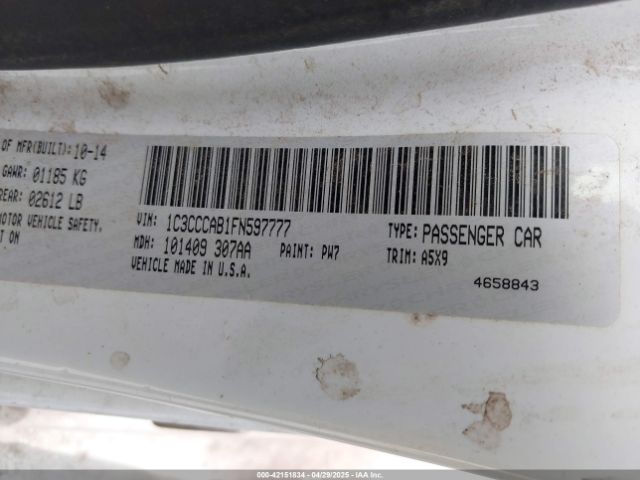 OF MFR(BUILT): 10-14
GAWR: 01185 KG
REAR: 02612 LB
MOTOR VEHICLE SAFETY.
T ON
VIN: 1C3CCCAB1FN597777
MDH: 101409 307AA
PAINT: PW7
VEHICLE MADE IN U.S.A.
TYPE: PASSENGER CAR
TRIM: A5X9
4658843
000-42151834 | 04/29/2025 - IAA Corp.